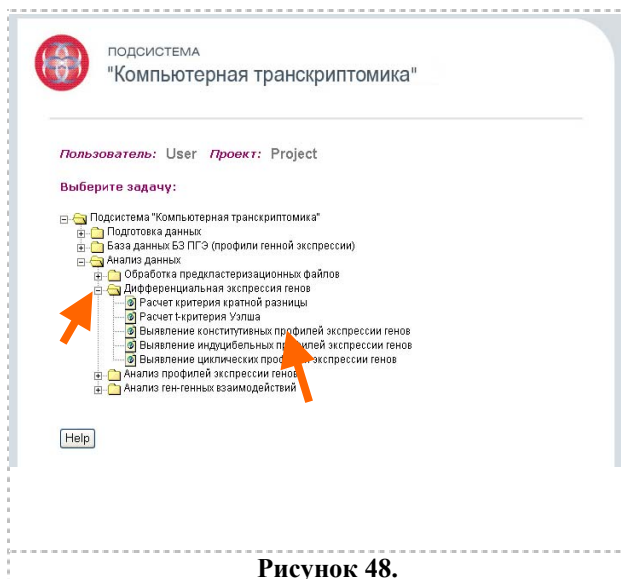 ПОДСИСТЕМА
"Компьютерная транскриптомика"
Пользователь: User Проект: Project
Выберите задачу:
Подсистема "Компьютерная транскриптомика"
Подготовка данных
База данных БЗ ПГЭ (профили генной экспрессии)
Анализ данных
Обработка предкластеризационных файлов
Дифференциальная экспрессия генов
Расчет критерия кратной разницы
Расчет t-критерия Уэлша
Выявление конститутивных профилей экспрессии генов
Выявление индуцибельных профилей экспрессии генов
Выявление циклических профилей экспрессии генов
Анализ профилей экспрессии генов
Анализ ген-генных взаимодействий
Help
Рисунок 48.